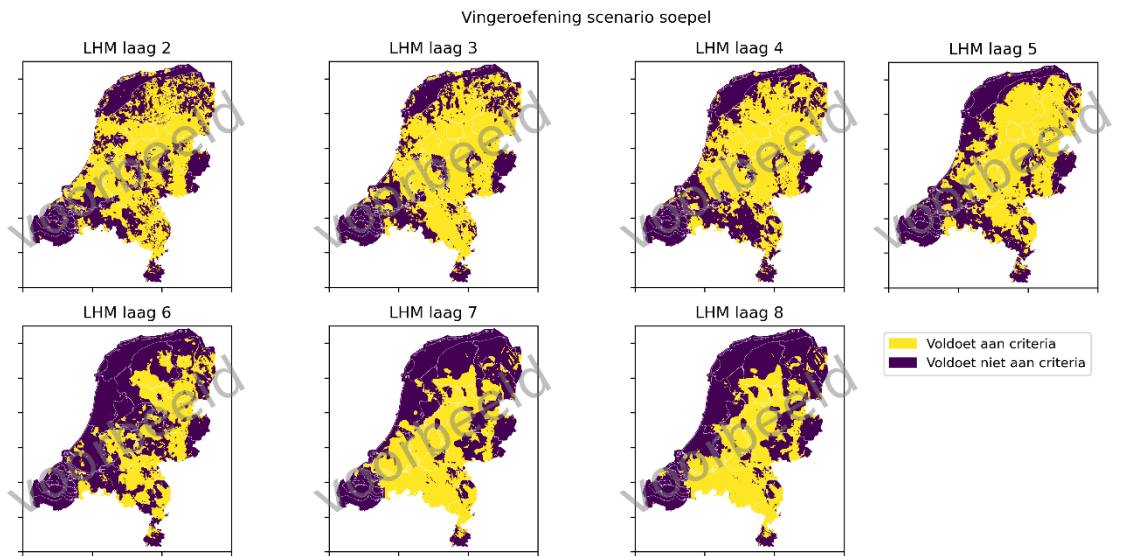 Vingeroefening scenario soepel
LHM laag 2
LHM laag 3
LHM laag 4
LHM laag 5
voorbeeld
voorbeeld
voorbeeld
voorbeeld
LHM laag 6
LHM laag 7
LHM laag 8
voorbeeld
voorbeeld
voorbeeld
Voldoet aan criteria
Voldoet niet aan criteria